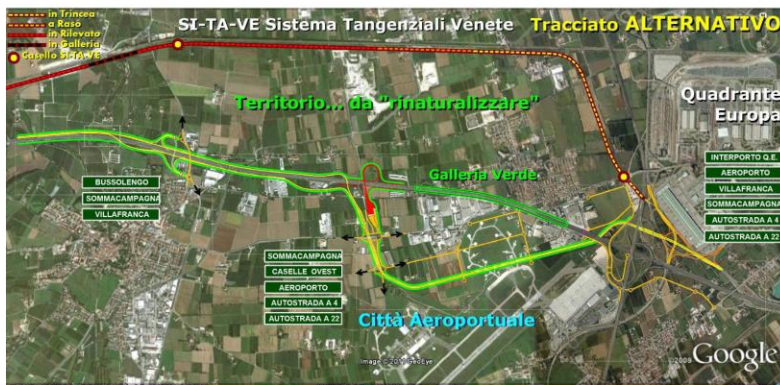 in Trincea
a Raso
in Rilevato
in Galleria
Casello SI-TA-VE
SI-TA-VE Sistema Tangenziali Venete
Tracciato ALTERNATIVO
Territorio... da "rinaturalizzare"
Quadrante
Europa
Galleria Verde
INTERPORTO Q.E.
AEROPORTO
VILLAFRANCA
SOMMACAMPAGNA
AUTOSTRADA A 4
AUTOSTRADA A 22
BUSSOLENGO
SOMMACAMPAGNA
VILLAFRANCA
SOMMACAMPAGNA
CASELLE OVEST
AEROPORTO
AUTOSTRADA A 4
AUTOSTRADA A 22
Città Aeroportuale
GeoEye
Google